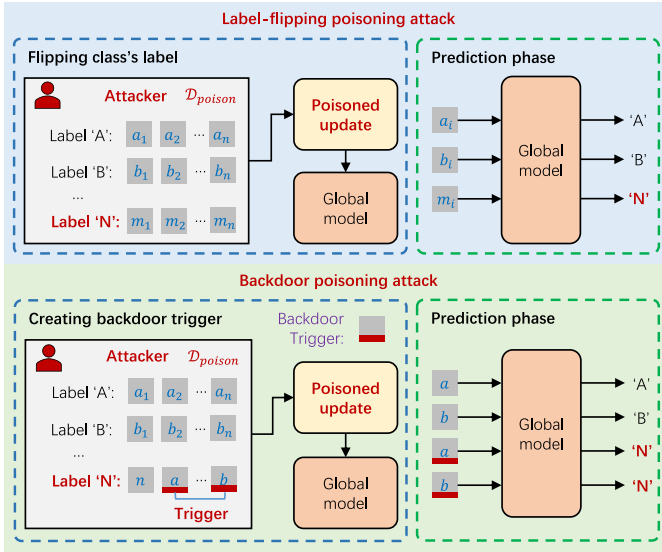 Label-flipping poisoning attack
Flipping class's label
Attacker 𝒟poison
Label 'A': a1 a2 ··· an
Label 'B': b1 b2 ··· bn
...
Label 'N': m1 m2 ··· mn
Poisoned update
Global model
Prediction phase
ai
bi
mi
Global model
'A'
'B'
'N'
Backdoor poisoning attack
Creating backdoor trigger
Backdoor Trigger:
Attacker 𝒟poison
Label 'A': a1 a2 ··· an
Label 'B': b1 b2 ··· bn
...
Label 'N': n a ··· b
Trigger
Poisoned update
Global model
Prediction phase
a
b
a
b
Global model
'A'
'B'
'N'
'N'